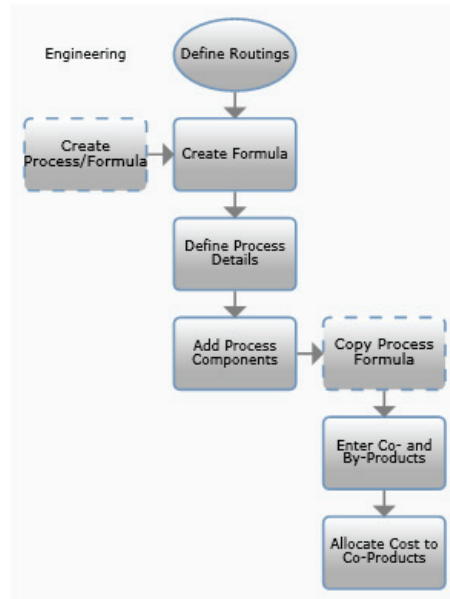 Engineering
Define Routings
Create
Process/Formula
Create Formula
Define Process
Details
Add Process
Components
Copy Process
Formula
Enter Co- and
By-Products
Allocate Cost to
Co-Products